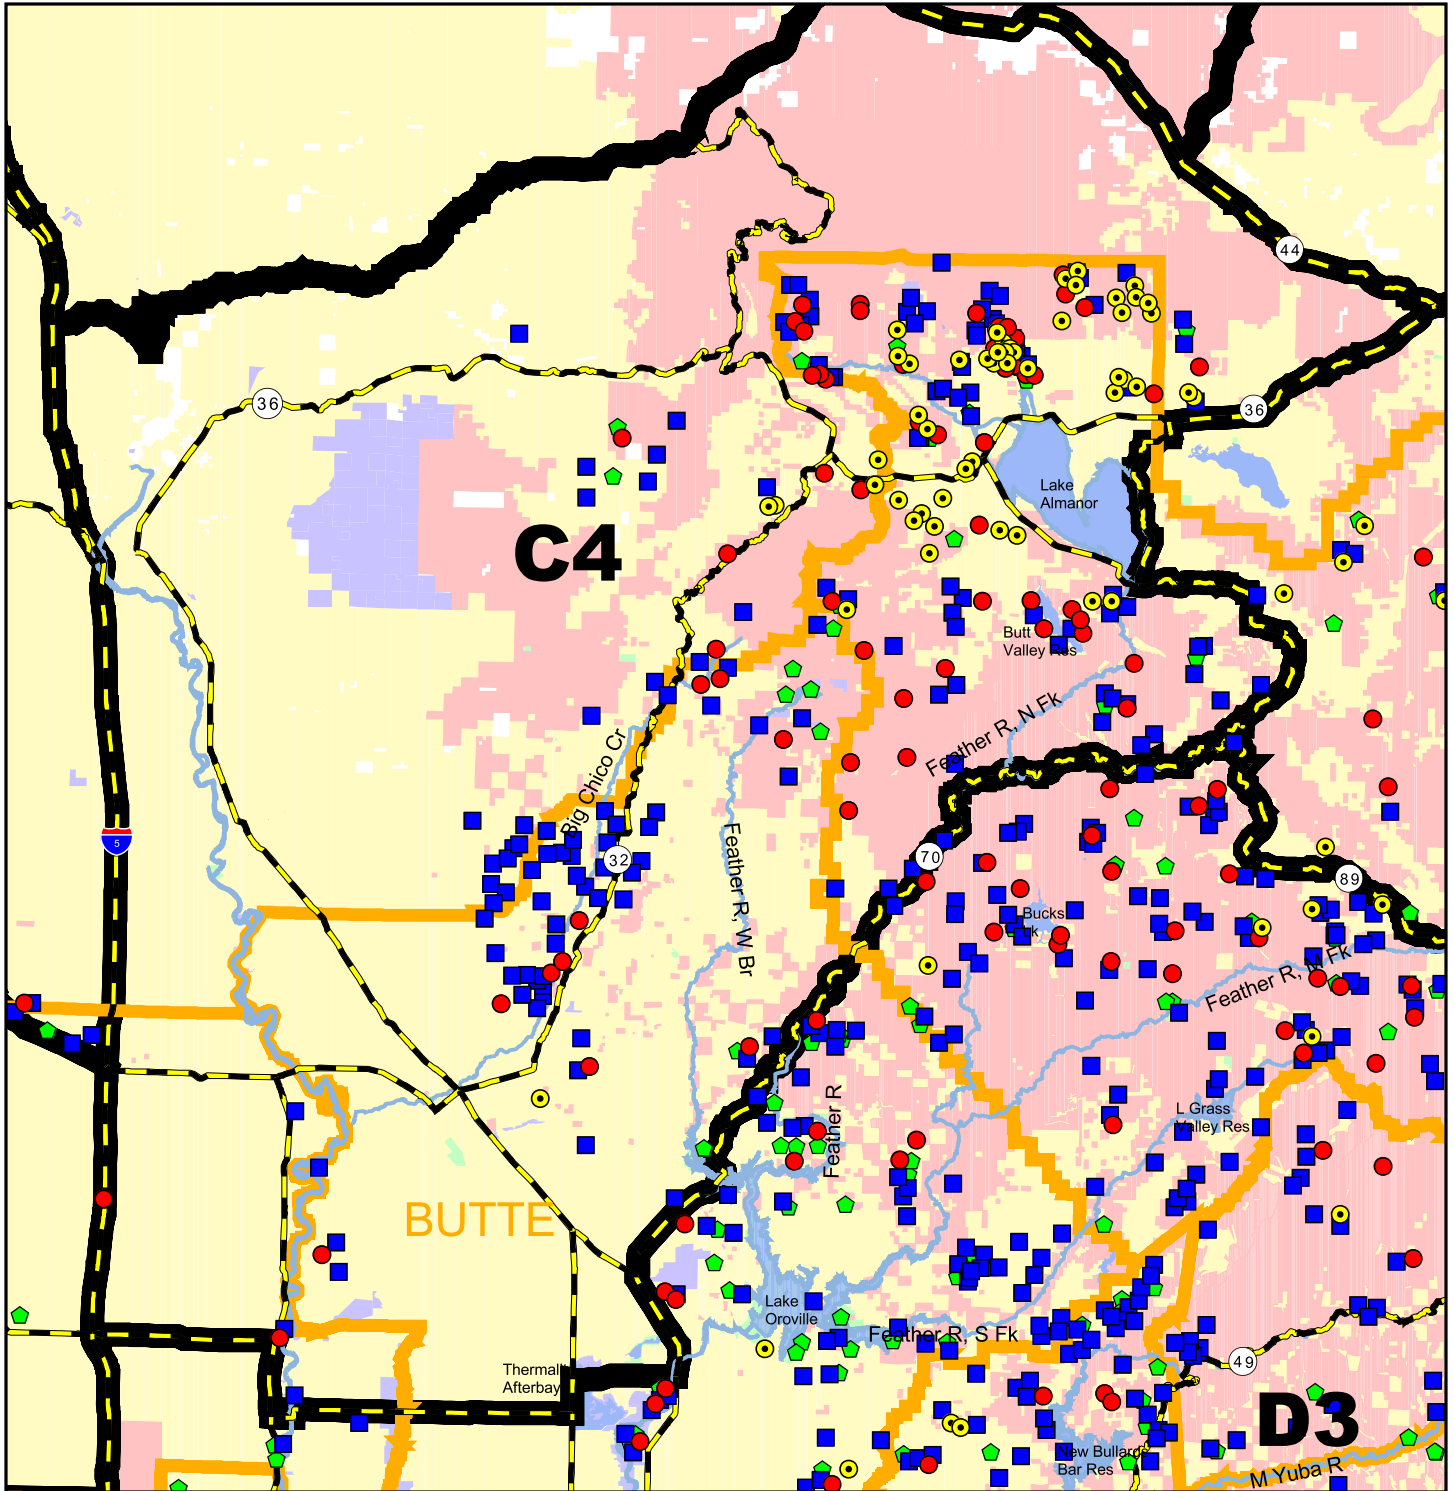 44
36
36
Lake
Almanor
C4
Butt
Valley Res
Feather R, N Fk
Big Chico Cr
5
32
70
89
Feather R, W Br
Bucks
Lk
Feather R, M Fk
Feather R
L Grass
Valley Res
BUTTE
Lake
Oroville
Feather R, S Fk
Thermal
Afterbay
49
D3
New Bullards
Bar Res
M Yuba R